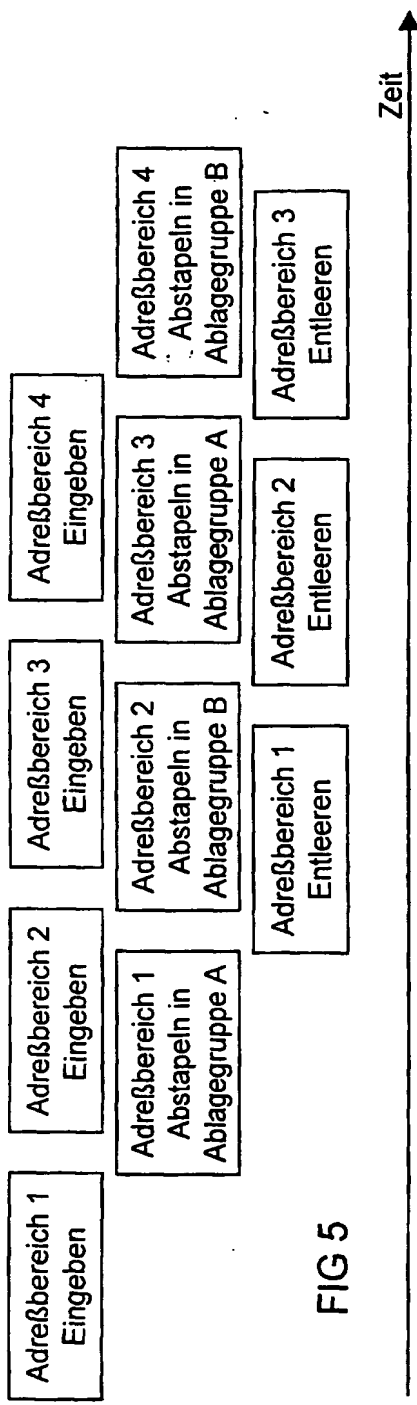 Adreßbereich 1
Eingeben
Adreßbereich 2
Eingeben
Adreßbereich 3
Eingeben
Adreßbereich 4
Eingeben
Adreßbereich 1
Abstapeln in
Ablagegruppe A
Adreßbereich 2
Abstapeln in
Ablagegruppe B
Adreßbereich 3
Abstapeln in
Ablagegruppe A
Adreßbereich 4
Abstapeln in
Ablagegruppe B
Adreßbereich 1
Entleeren
Adreßbereich 2
Entleeren
Adreßbereich 3
Entleeren
FIG 5
Zeit